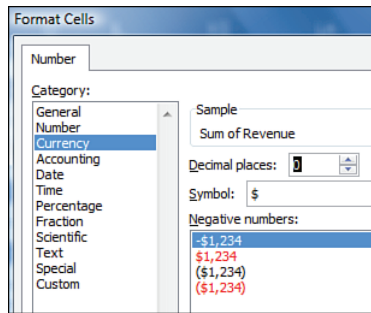 Format Cells
Number
Category:
General
Number
Currency
Accounting
Date
Time
Percentage
Fraction
Scientific
Text
Special
Custom
Sample
Sum of Revenue
Decimal places: 0
Symbol: $
Negative numbers:
-$1,234
$1,234
($1,234)
($1,234)